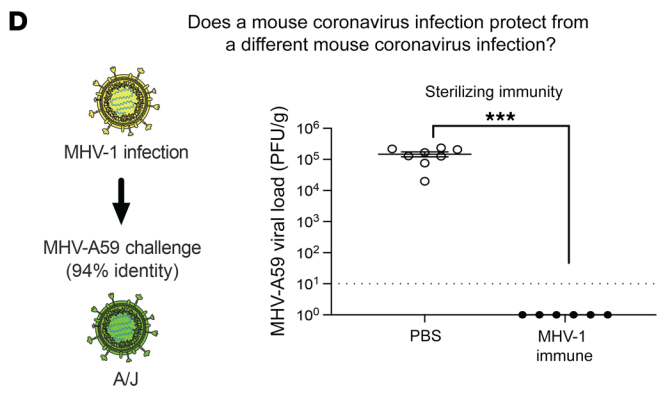 D
Does a mouse coronavirus infection protect from
a different mouse coronavirus infection?
MHV-1 infection
MHV-A59 challenge
(94% identity)
A/J
Sterilizing immunity
***
MHV-A59 viral load (PFU/g)
10⁶
10⁵
10⁴
10³
10²
10¹
10⁰
PBS
MHV-1
immune